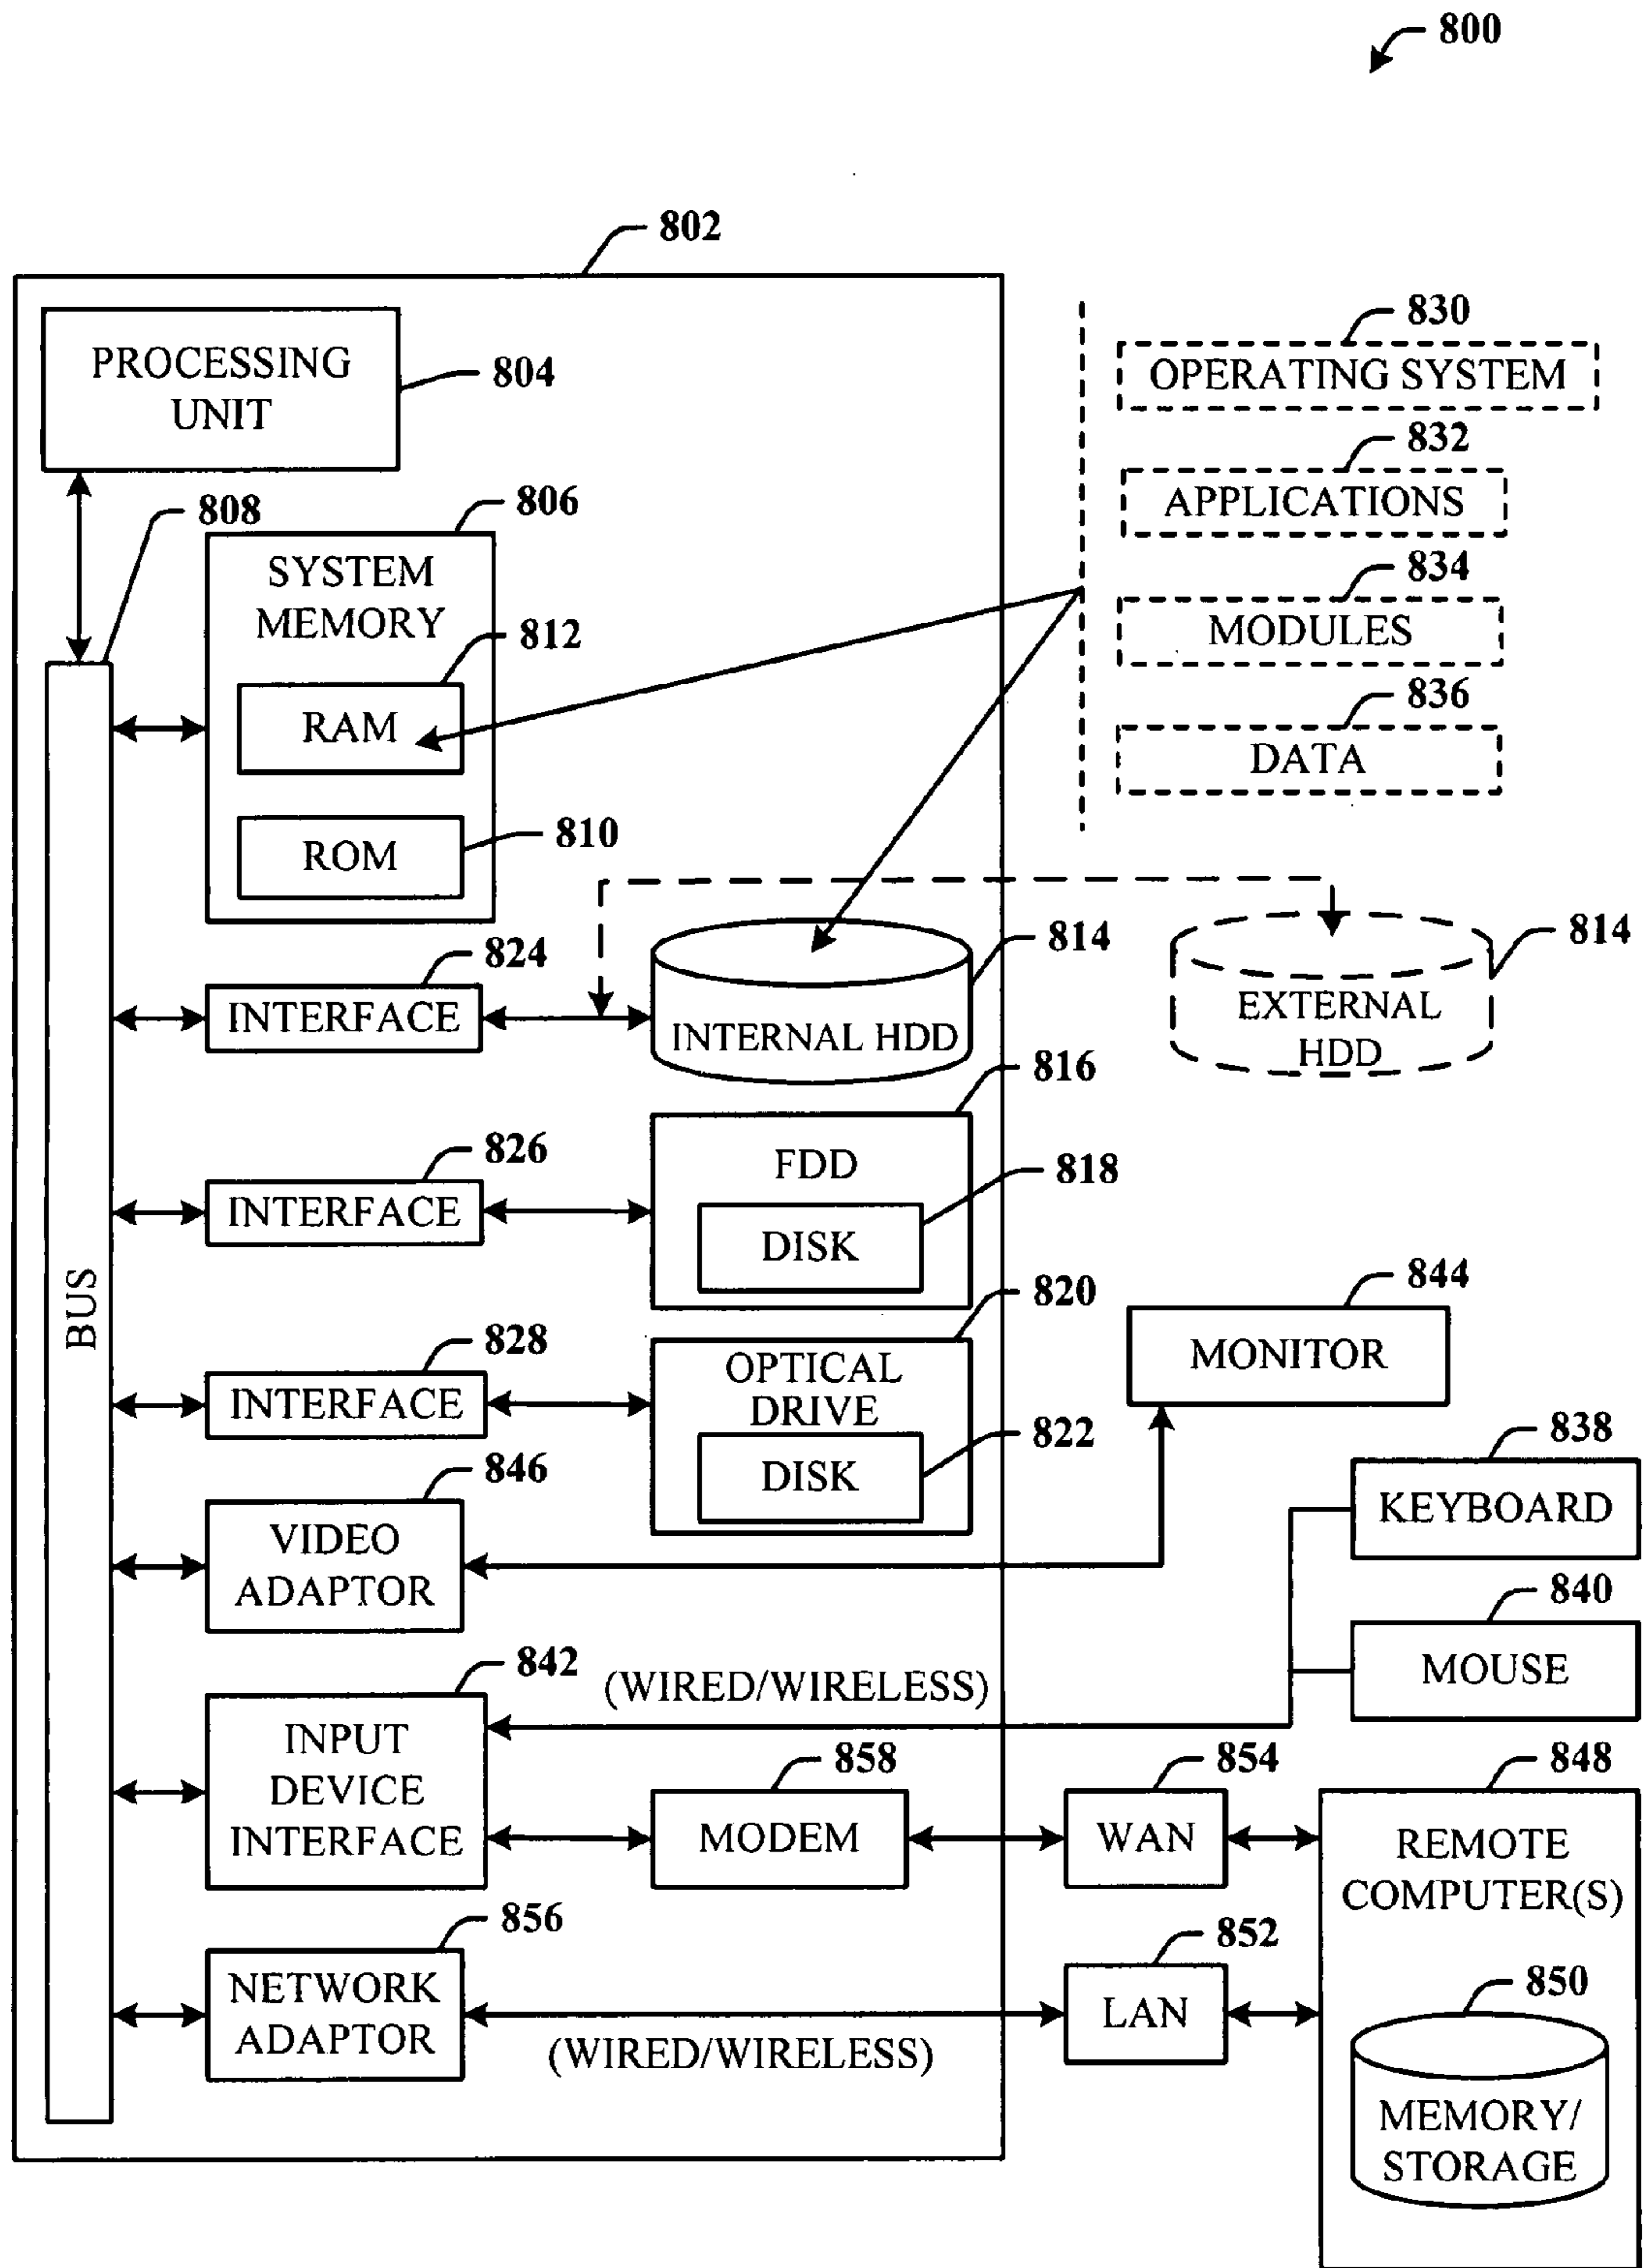 800
802
PROCESSING
UNIT
804
808
806
SYSTEM
MEMORY
812
RAM
810
ROM
830
OPERATING SYSTEM
832
APPLICATIONS
834
MODULES
836
DATA
824
INTERFACE
814
INTERNAL HDD
814
EXTERNAL
HDD
816
826
INTERFACE
FDD
818
DISK
BUS
820
828
INTERFACE
OPTICAL
DRIVE
822
DISK
844
MONITOR
846
VIDEO
ADAPTOR
838
KEYBOARD
840
MOUSE
842
(WIRED/WIRELESS)
INPUT
DEVICE
INTERFACE
858
MODEM
854
WAN
848
REMOTE
COMPUTER(S)
856
NETWORK
ADAPTOR
(WIRED/WIRELESS)
852
LAN
850
MEMORY/
STORAGE